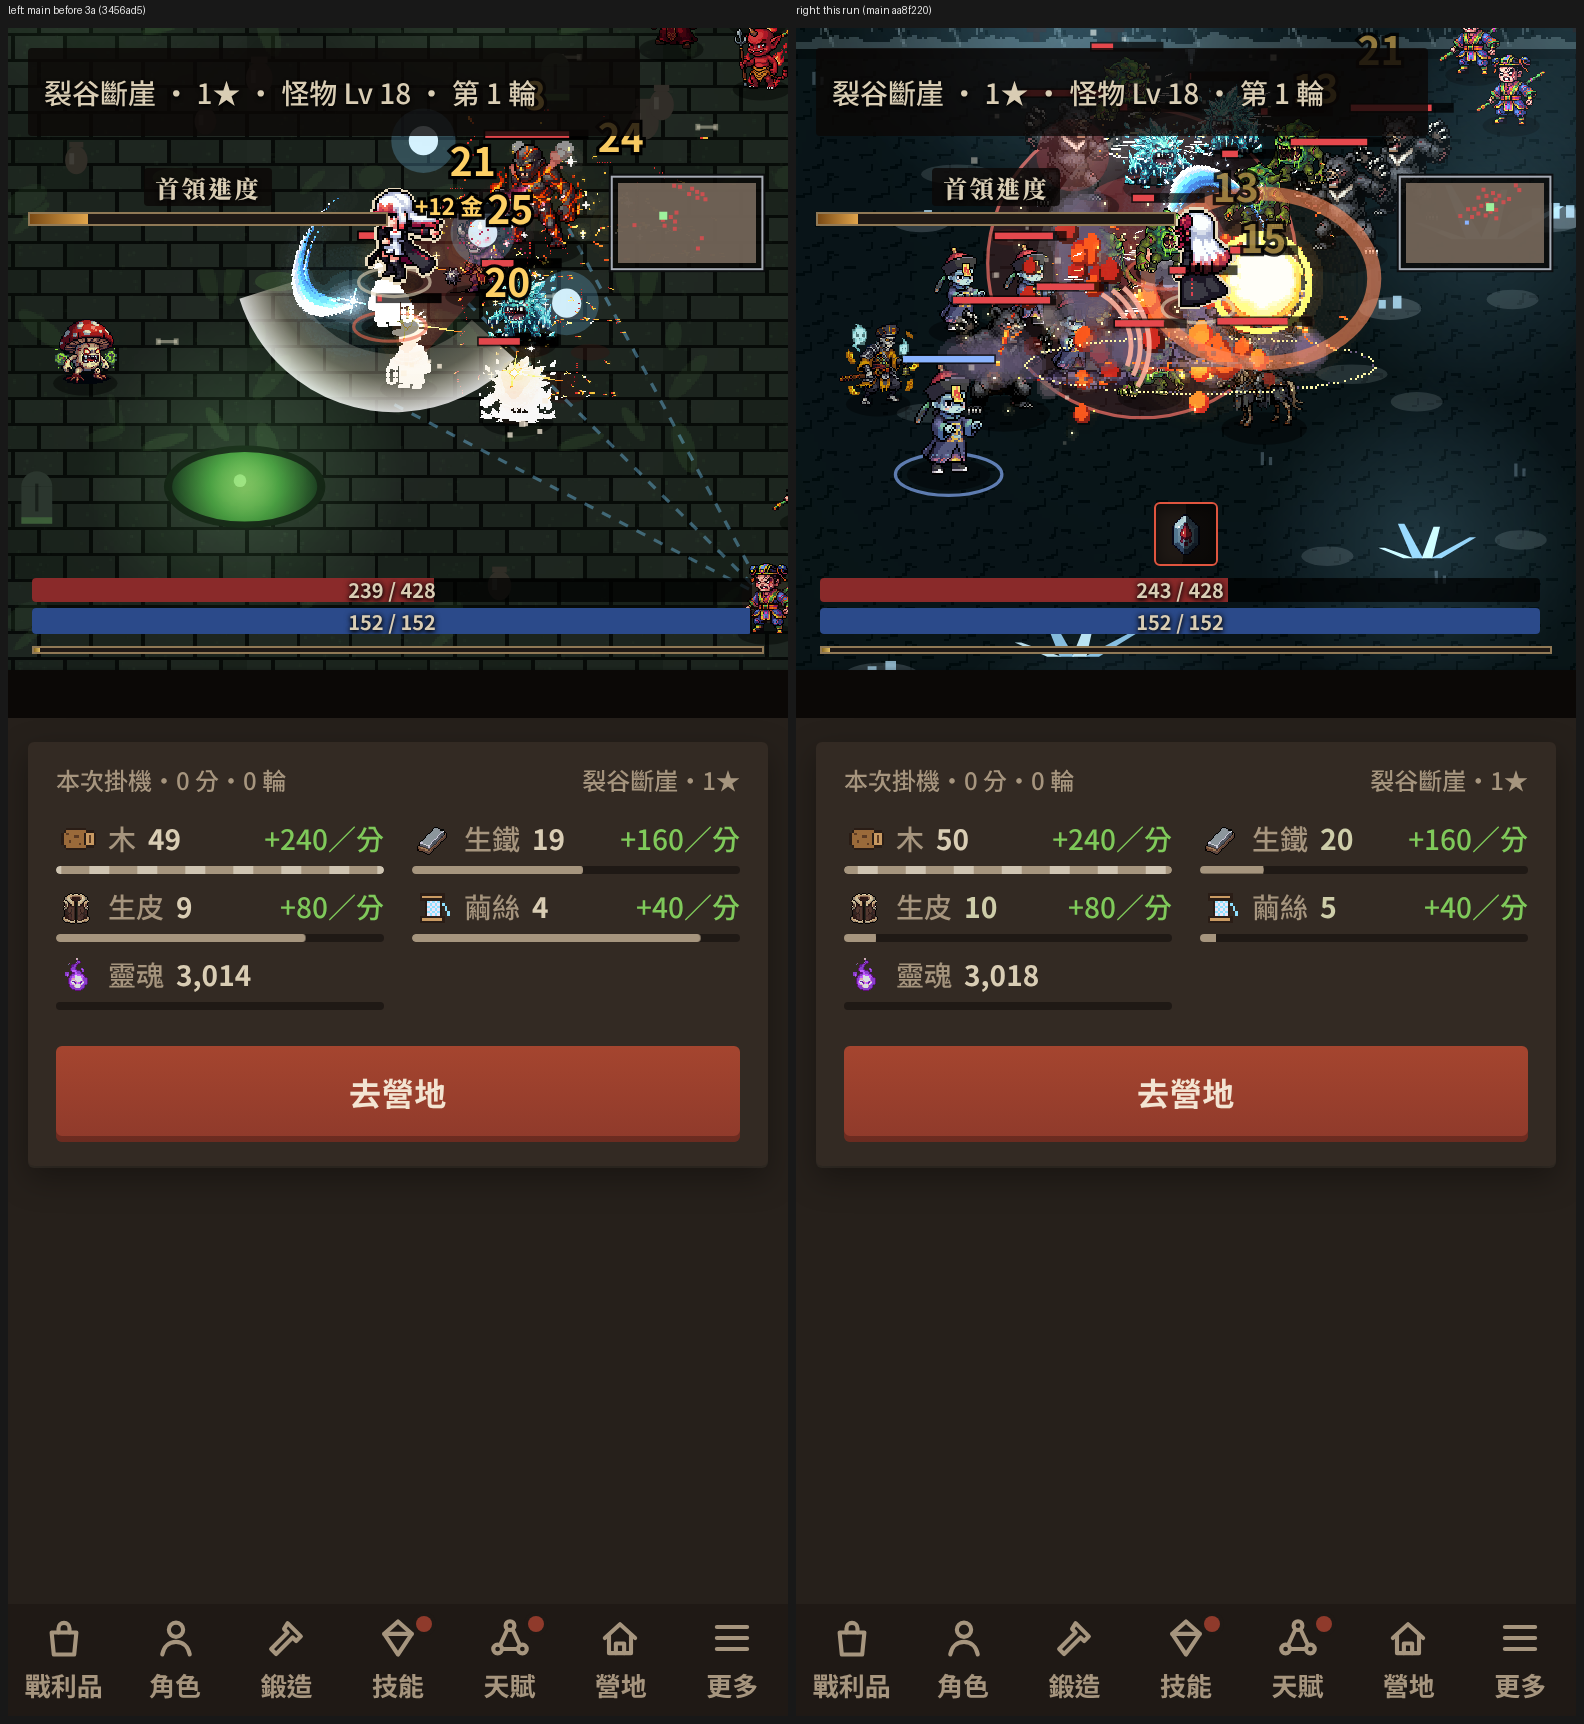 left: main before 3a (3456ad5)
裂谷斷崖 · 1★ · 怪物 Lv 18 · 第 1 輪
24
21
首領進度
+12 金 25
20
239 / 428
152 / 152
本次掛機·0 分·0 輪
裂谷斷崖·1★
木 49 +240／分
生鐵 19 +160／分
生皮 9 +80／分
繭絲 4 +40／分
靈魂 3,014
去營地
戰利品
角色
鍛造
技能
天賦
營地
更多
right: this run (main aa8f220)
21
13
裂谷斷崖 · 1★ · 怪物 Lv 18 · 第 1 輪
首領進度
13
15
243 / 428
152 / 152
本次掛機·0 分·0 輪
裂谷斷崖·1★
木 50 +240／分
生鐵 20 +160／分
生皮 10 +80／分
繭絲 5 +40／分
靈魂 3,018
去營地
戰利品
角色
鍛造
技能
天賦
營地
更多